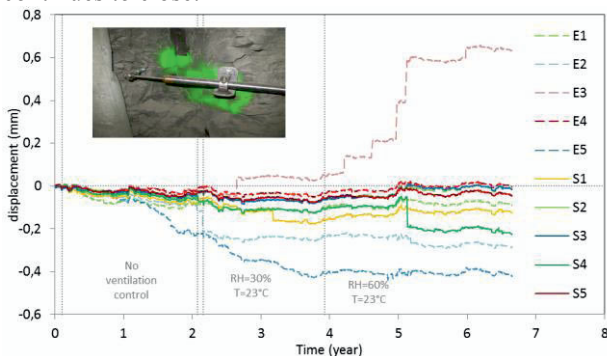 0,8
0,6
0,4
0,2
0
-0,2
-0,4
-0,6
displacement (mm)
No
ventilation
control
RH=30%
T=23°C
RH=60%
T=23°C
0 1 2 3 4 5 6 7 8
Time (year)
E1
E2
E3
E4
E5
S1
S2
S3
S4
S5